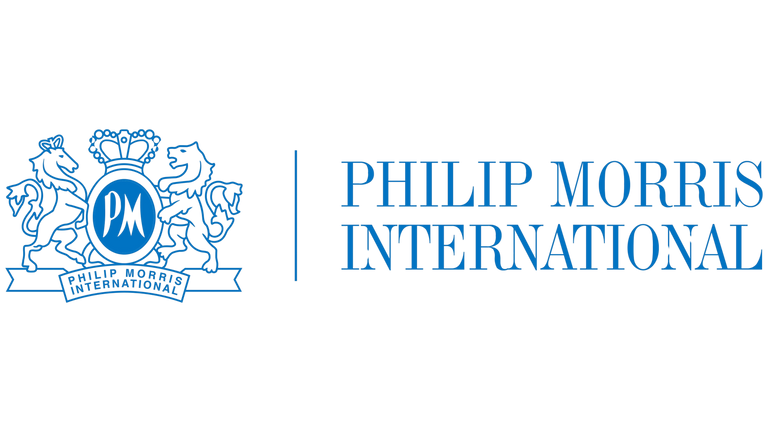 PM
PHILIP MORRIS
INTERNATIONAL
PHILIP MORRIS
INTERNATIONAL